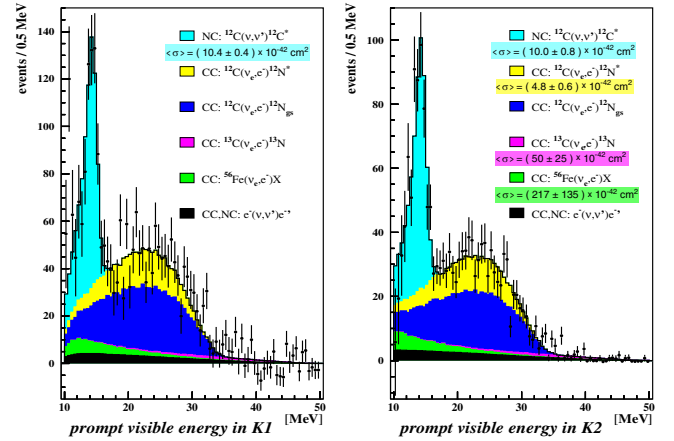 events / 0.5 MeV
140
120
100
80
60
40
20
0
NC: ¹²C(ν,ν')¹²C*
<σ> = ( 10.4 ± 0.4 ) × 10⁻⁴² cm²
CC: ¹²C(νₑ,e⁻)¹²N*
CC: ¹²C(νₑ,e⁻)¹²N_gs
CC: ¹³C(νₑ,e⁻)¹³N
CC: ⁵⁶Fe(νₑ,e⁻)X
CC,NC: e⁻(ν,ν')e⁻'
10 20 30 40 50
[MeV]
prompt visible energy in K1
events / 0.5 MeV
100
80
60
40
20
0
NC: ¹²C(ν,ν')¹²C*
<σ> = ( 10.0 ± 0.8 ) × 10⁻⁴² cm²
CC: ¹²C(νₑ,e⁻)¹²N*
<σ> = ( 4.8 ± 0.6 ) × 10⁻⁴² cm²
CC: ¹²C(νₑ,e⁻)¹²N_gs
CC: ¹³C(νₑ,e⁻)¹³N
<σ> = ( 50 ± 25 ) × 10⁻⁴² cm²
CC: ⁵⁶Fe(νₑ,e⁻)X
<σ> = ( 217 ± 135 ) × 10⁻⁴² cm²
CC,NC: e⁻(ν,ν')e⁻'
10 20 30 40 50
[MeV]
prompt visible energy in K2